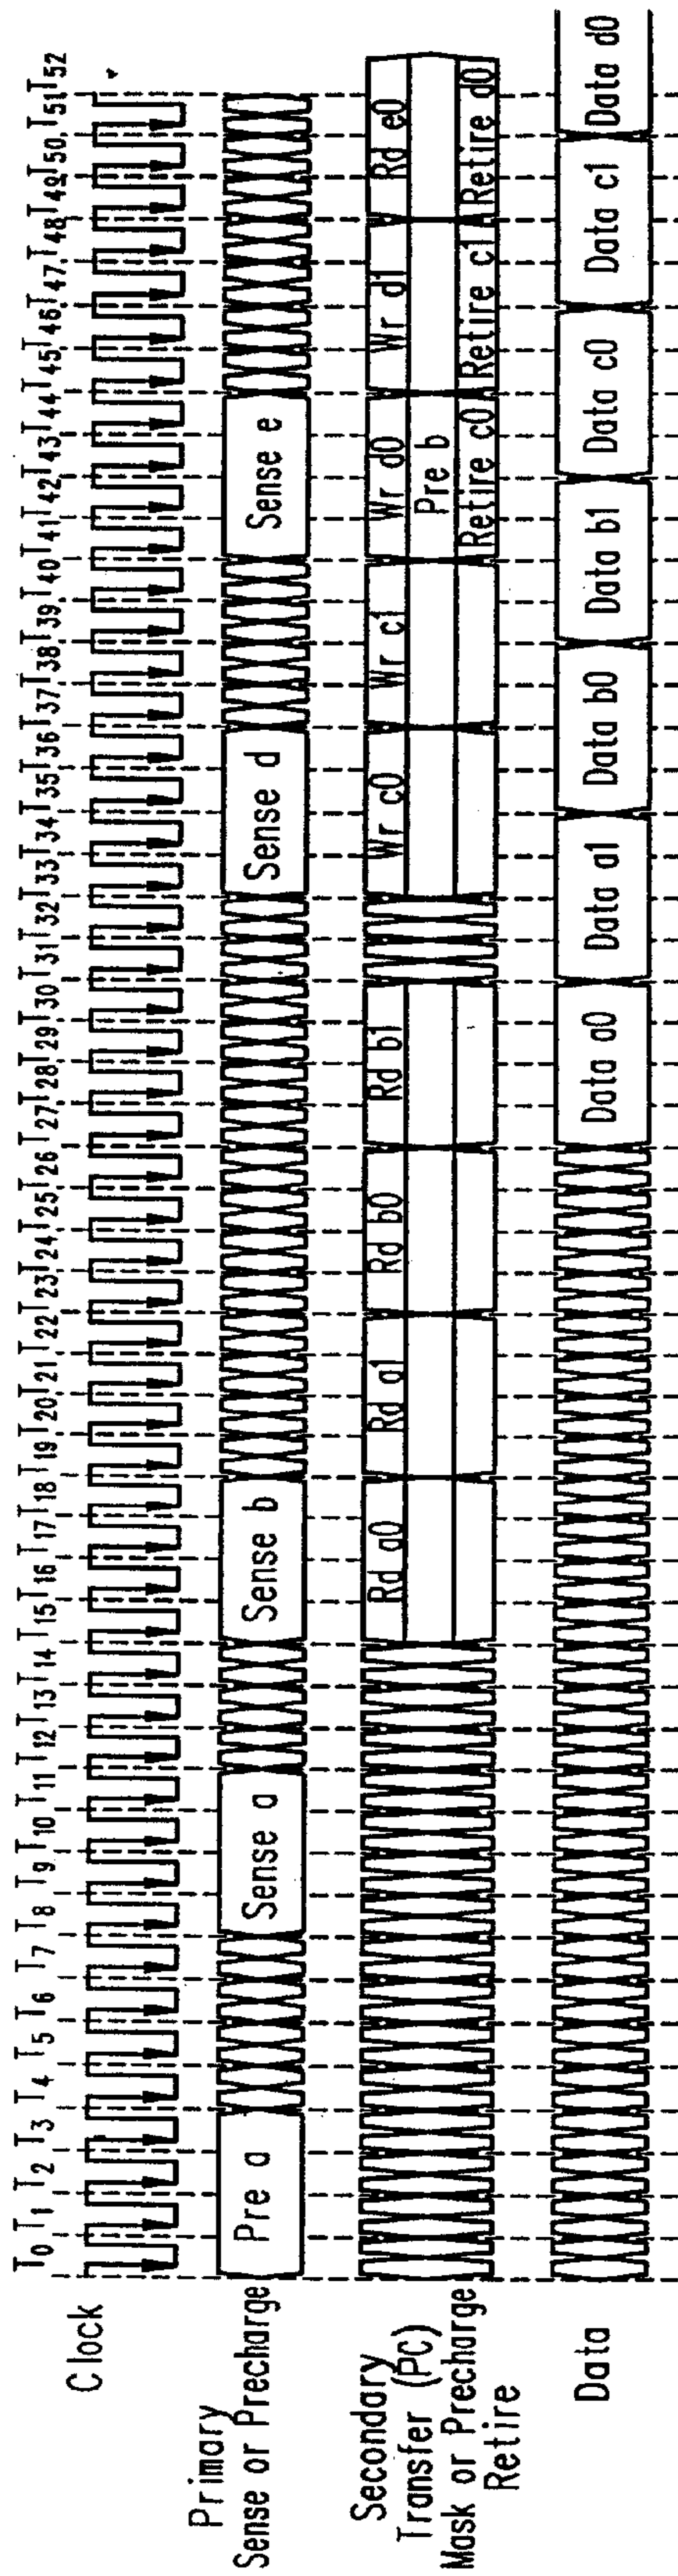 T0 T1 T2 T3 T4 T5 T6 T7 T8 T9 T10 T11 T12 T13 T14 T15 T16 T17 T18 T19 T20 T21 T22 T23 T24 T25 T26 T27 T28 T29 T30 T31 T32 T33 T34 T35 T36 T37 T38 T39 T40 T41 T42 T43 T44 T45 T46 T47 T48 T49 T50 T51 T52
Clock
Primary
Sense or Precharge
Pre a Sense a Sense b Sense d Sense e
Secondary
Transfer (PC)
Mask or Precharge
Retire
Rd a0 Rd a1 Rd b0 Rd b1 Wr c0 Wr c1 Wr d0 Wr d1 Rd e0
Pre b
Retire c0 Retire c1 Retire d0
Data
Data a0 Data a1 Data b0 Data b1 Data c0 Data c1 Data d0